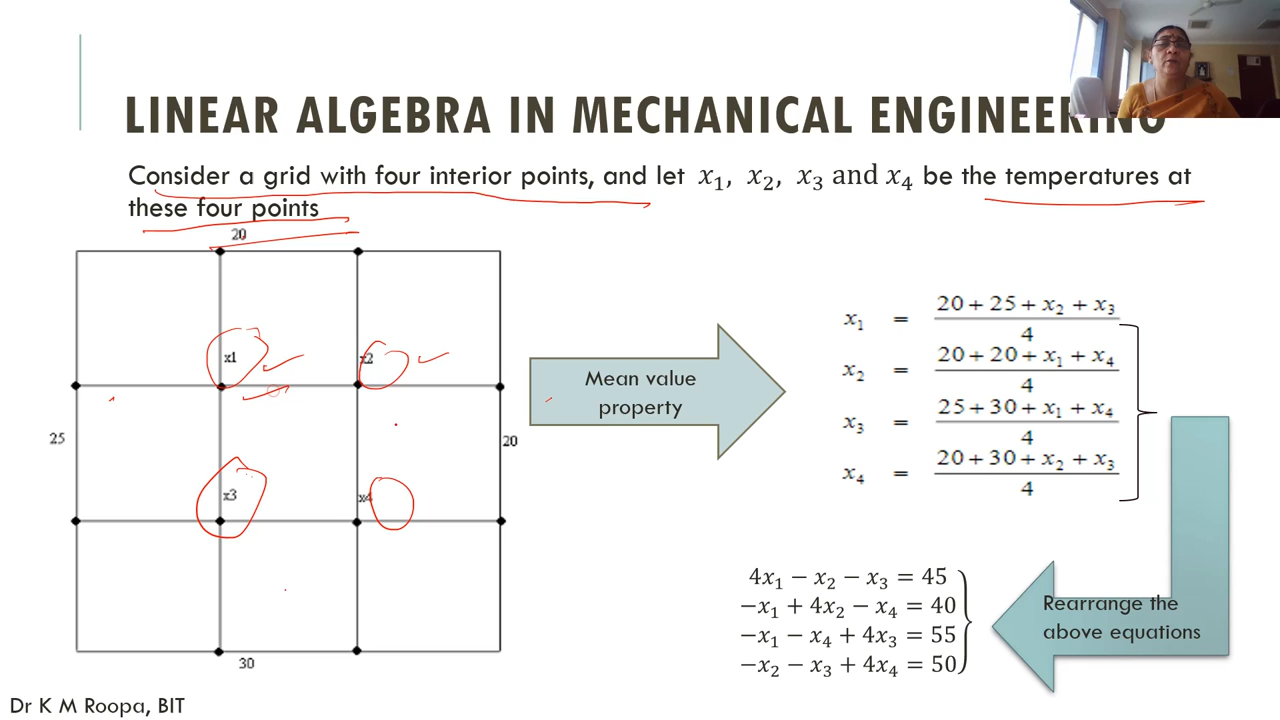 LINEAR ALGEBRA IN MECHANICAL ENGINEERING
Consider a grid with four interior points, and let x₁, x₂, x₃ and x₄ be the temperatures at
these four points
20
x1
x2
25
20
x3
x4
30
Mean value
property
x₁ = (20 + 25 + x₂ + x₃)/4
x₂ = (20 + 20 + x₁ + x₄)/4
x₃ = (25 + 30 + x₁ + x₄)/4
x₄ = (20 + 30 + x₂ + x₃)/4
Rearrange the
above equations
4x₁ − x₂ − x₃ = 45
−x₁ + 4x₂ − x₄ = 40
−x₁ − x₄ + 4x₃ = 55
−x₂ − x₃ + 4x₄ = 50
Dr K M Roopa, BIT